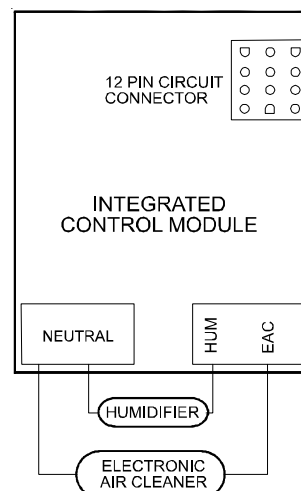 12 PIN CIRCUIT
CONNECTOR
INTEGRATED
CONTROL MODULE
NEUTRAL
HUM
EAC
HUMIDIFIER
ELECTRONIC
AIR CLEANER